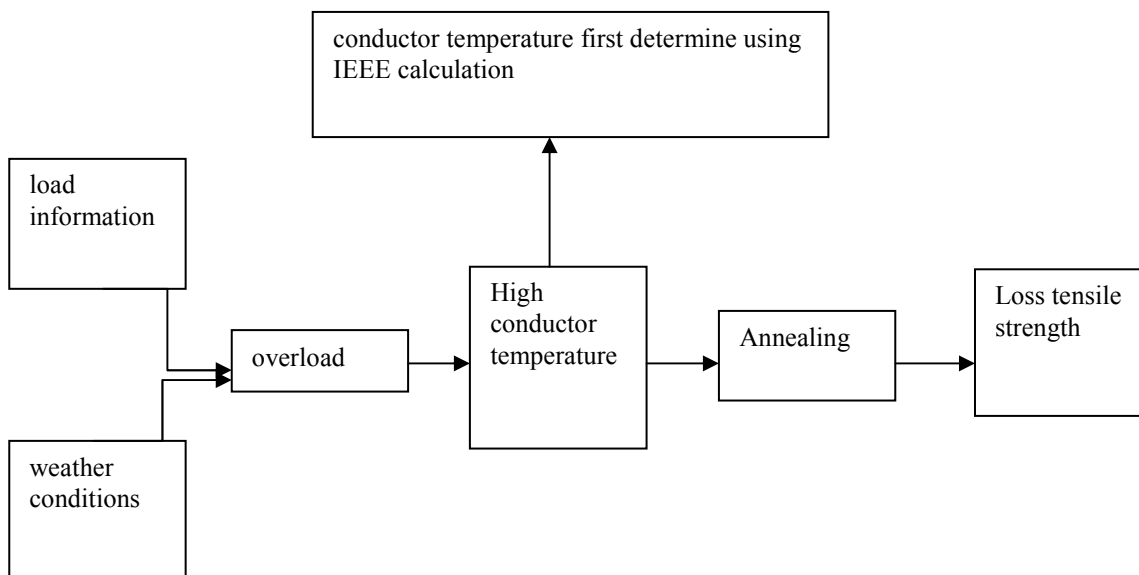 conductor temperature first determine using
IEEE calculation
load
information
overload
High
conductor
temperature
Annealing
Loss tensile
strength
weather
conditions